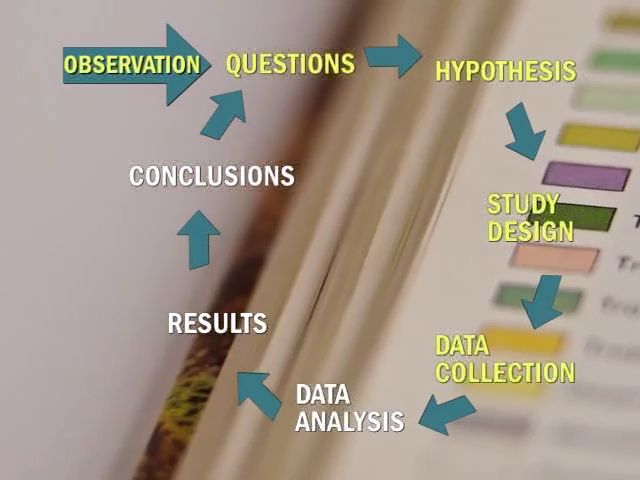 OBSERVATION
QUESTIONS
HYPOTHESIS
STUDY
DESIGN
DATA
COLLECTION
DATA
ANALYSIS
RESULTS
CONCLUSIONS